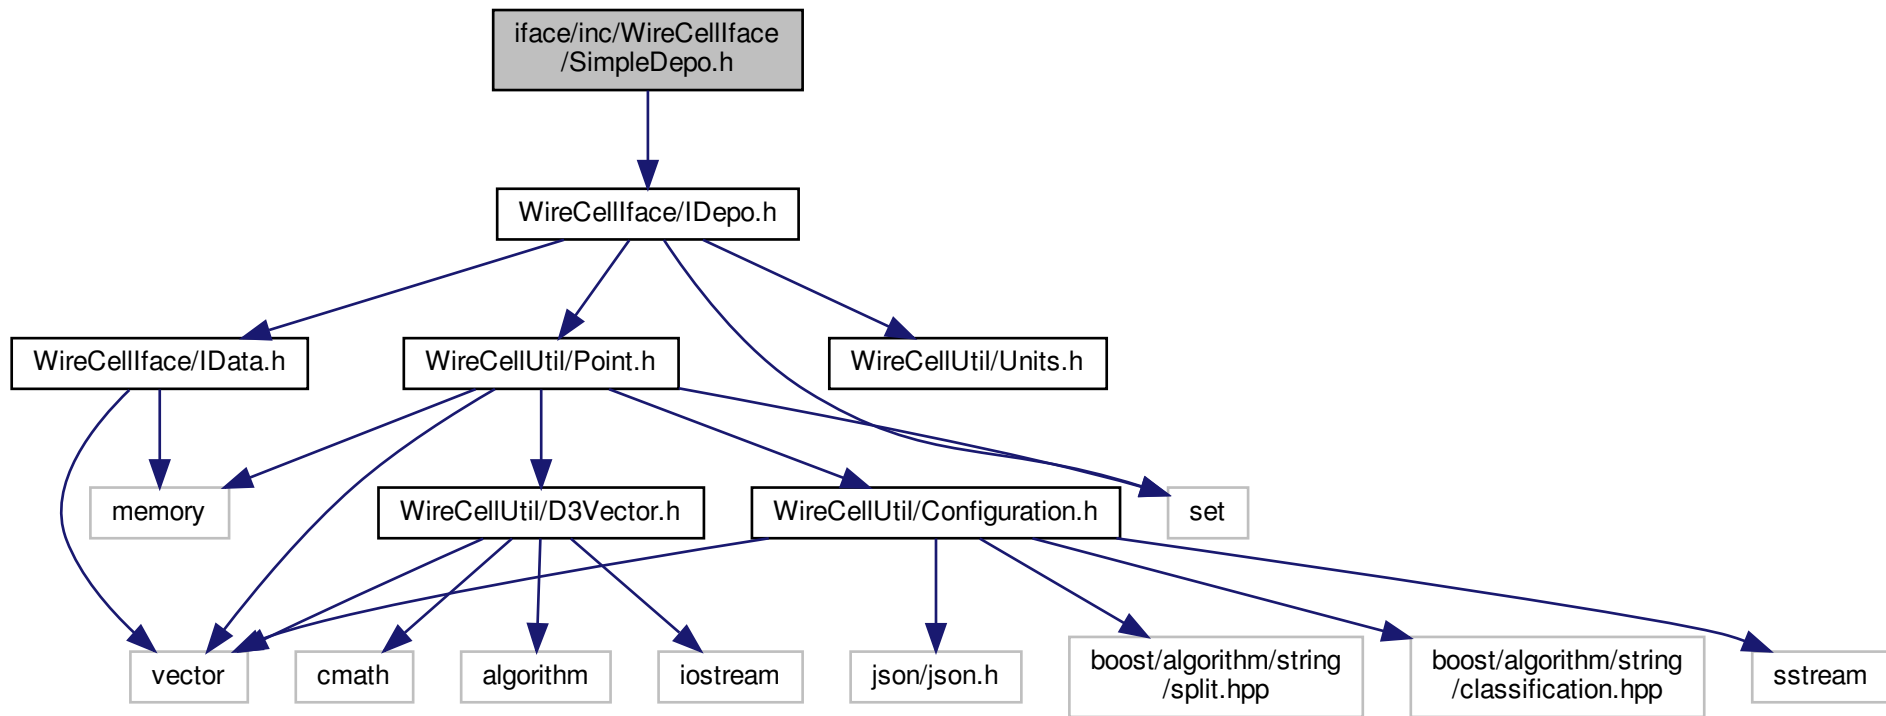 iface/inc/WireCellIface
/SimpleDepo.h
WireCellIface/IDepo.h
WireCellIface/IData.h
WireCellUtil/Point.h
WireCellUtil/Units.h
memory
WireCellUtil/D3Vector.h
WireCellUtil/Configuration.h
set
vector
cmath
algorithm
iostream
json/json.h
boost/algorithm/string
/split.hpp
boost/algorithm/string
/classification.hpp
sstream